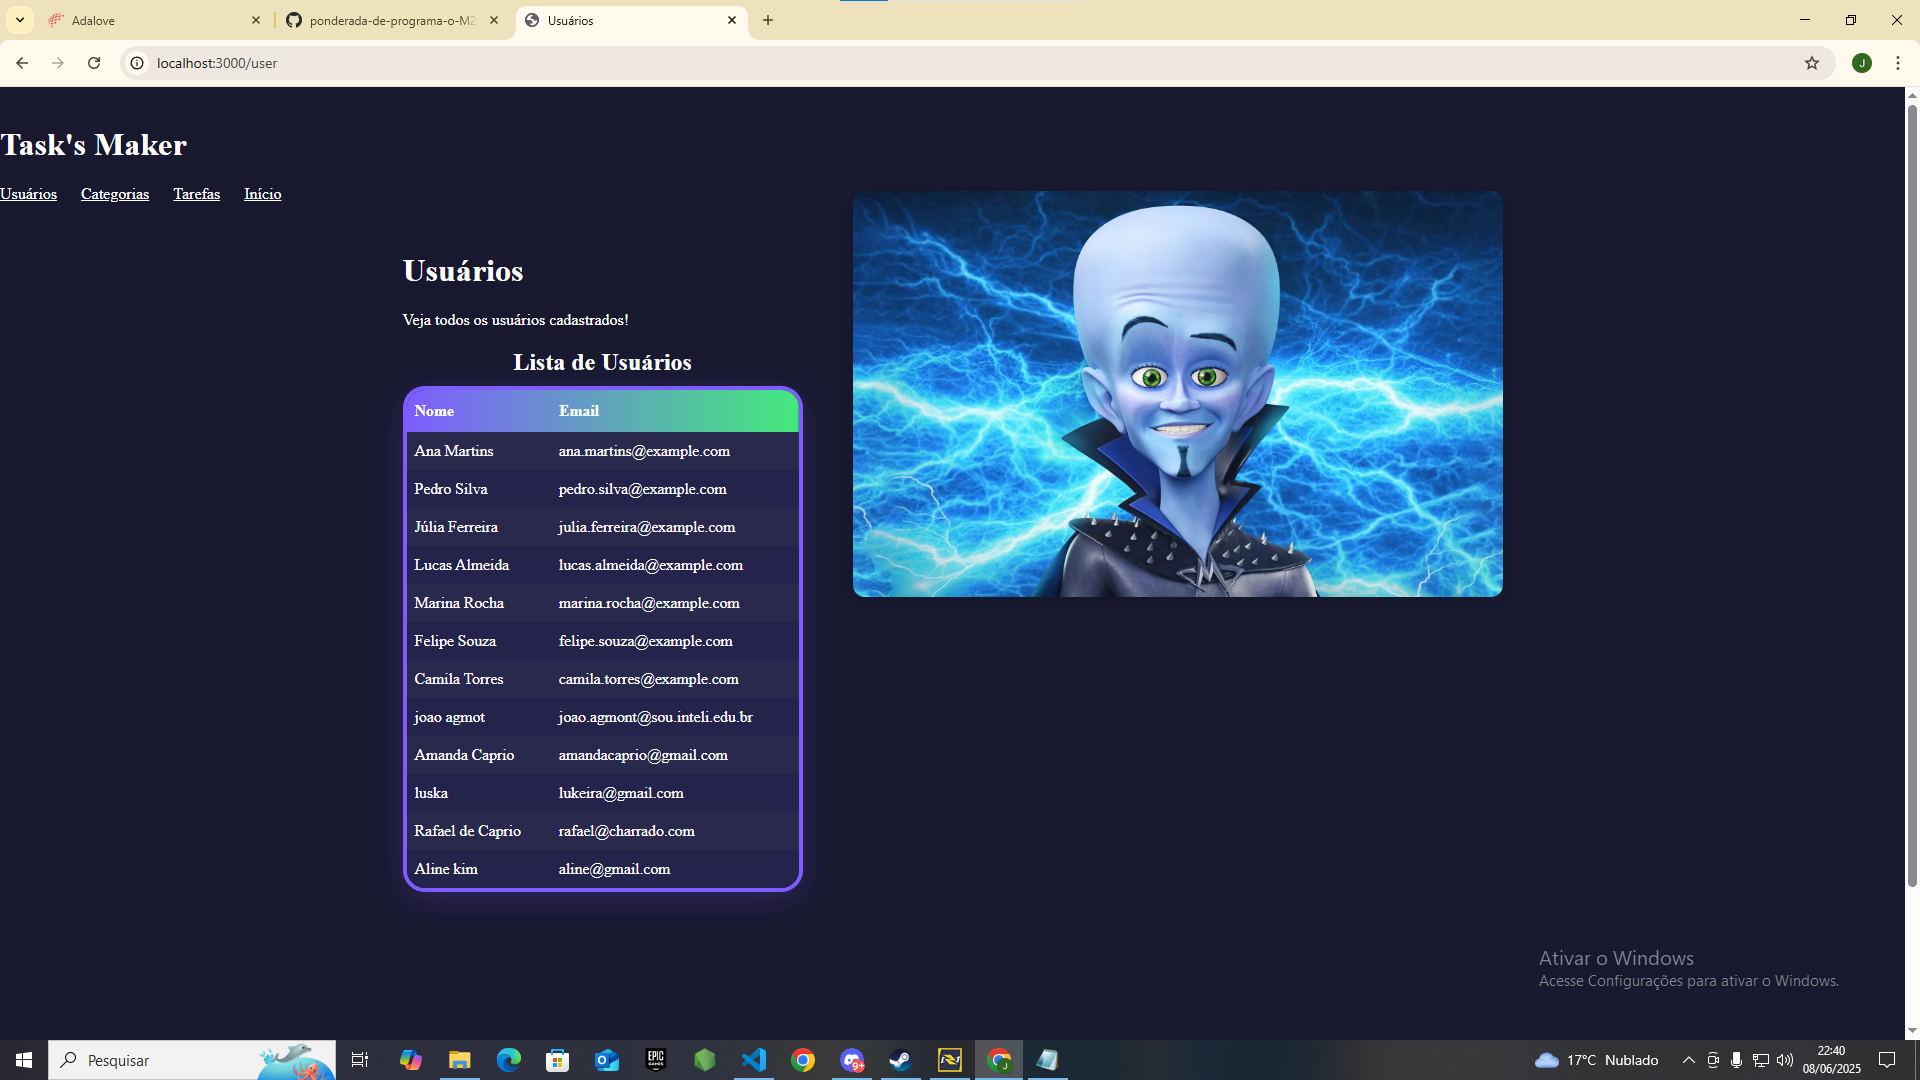 Adalove
ponderada-de-programa-o-M2
Usuários
localhost:3000/user
J
Task's Maker
Usuários Categorias Tarefas Início
Usuários
Veja todos os usuários cadastrados!
Lista de Usuários
Nome Email
Ana Martins ana.martins@example.com
Pedro Silva pedro.silva@example.com
Júlia Ferreira julia.ferreira@example.com
Lucas Almeida lucas.almeida@example.com
Marina Rocha marina.rocha@example.com
Felipe Souza felipe.souza@example.com
Camila Torres camila.torres@example.com
joao agmot joao.agmont@sou.inteli.edu.br
Amanda Caprio amandacaprio@gmail.com
luska lukeira@gmail.com
Rafael de Caprio rafael@charrado.com
Aline kim aline@gmail.com
Ativar o Windows
Acesse Configurações para ativar o Windows.
Pesquisar
EPIC
GAMES
9+
J
17°C Nublado
22:40
08/06/2025